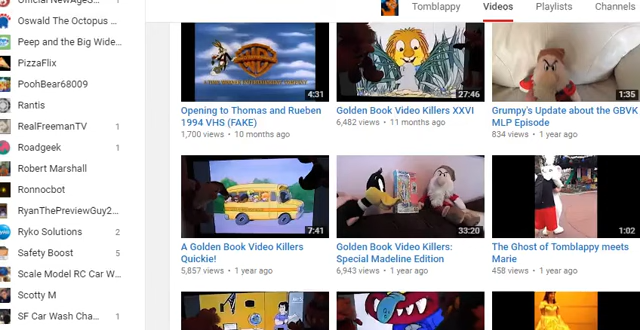 Official NewAgeS...
Oswald The Octopus ...
Peep and the Big Wide...
PizzaFlix
PoohBear68009
Rantis
RealFreemanTV 1
Roadgeek 1
Robert Marshall
Ronnocbot
RyanThePreviewGuy2...
Ryko Solutions 2
Safety Boost 5
Scale Model RC Car W...
Scotty M
SF Car Wash Cha... 1
Tomblappy Videos Playlists Channels
4:31 27:46 1:35
Opening to Thomas and Rueben Golden Book Video Killers XXVI Grumpy's Update about the GBVK
1994 VHS (FAKE) 6,482 views • 11 months ago MLP Episode
1,700 views • 10 months ago 834 views • 1 year ago
7:41 33:20 1:02
A Golden Book Video Killers Golden Book Video Killers: The Ghost of Tomblappy meets
Quickie! Special Madeline Edition Marie
5,857 views • 1 year ago 6,943 views • 1 year ago 458 views • 1 year ago